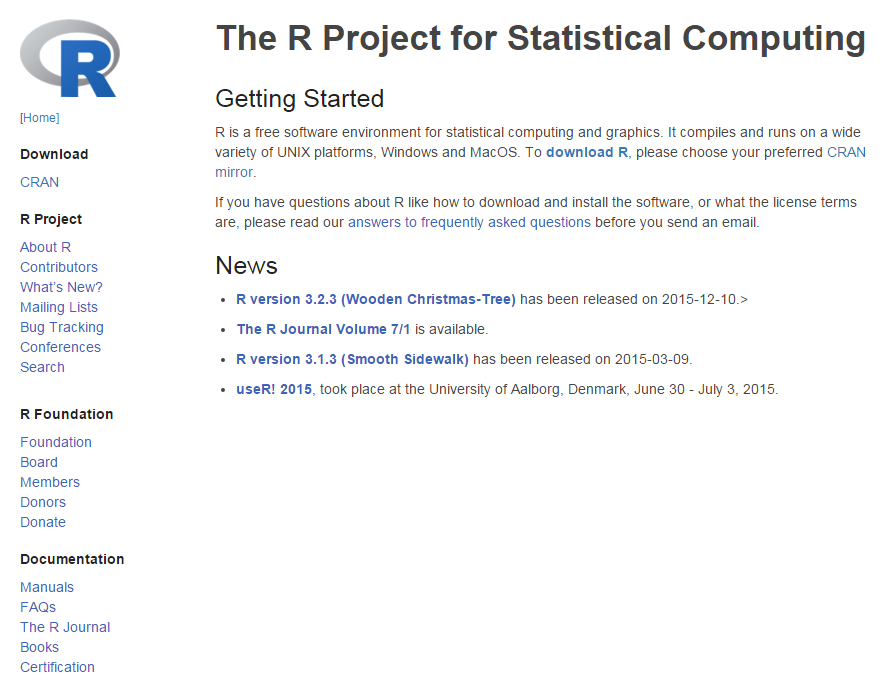 R
[Home]
Download
CRAN
R Project
About R
Contributors
What's New?
Mailing Lists
Bug Tracking
Conferences
Search
R Foundation
Foundation
Board
Members
Donors
Donate
Documentation
Manuals
FAQs
The R Journal
Books
Certification
The R Project for Statistical Computing
Getting Started
R is a free software environment for statistical computing and graphics. It compiles and runs on a wide
variety of UNIX platforms, Windows and MacOS. To download R, please choose your preferred CRAN
mirror.
If you have questions about R like how to download and install the software, or what the license terms
are, please read our answers to frequently asked questions before you send an email.
News
• R version 3.2.3 (Wooden Christmas-Tree) has been released on 2015-12-10.>
• The R Journal Volume 7/1 is available.
• R version 3.1.3 (Smooth Sidewalk) has been released on 2015-03-09.
• useR! 2015, took place at the University of Aalborg, Denmark, June 30 - July 3, 2015.